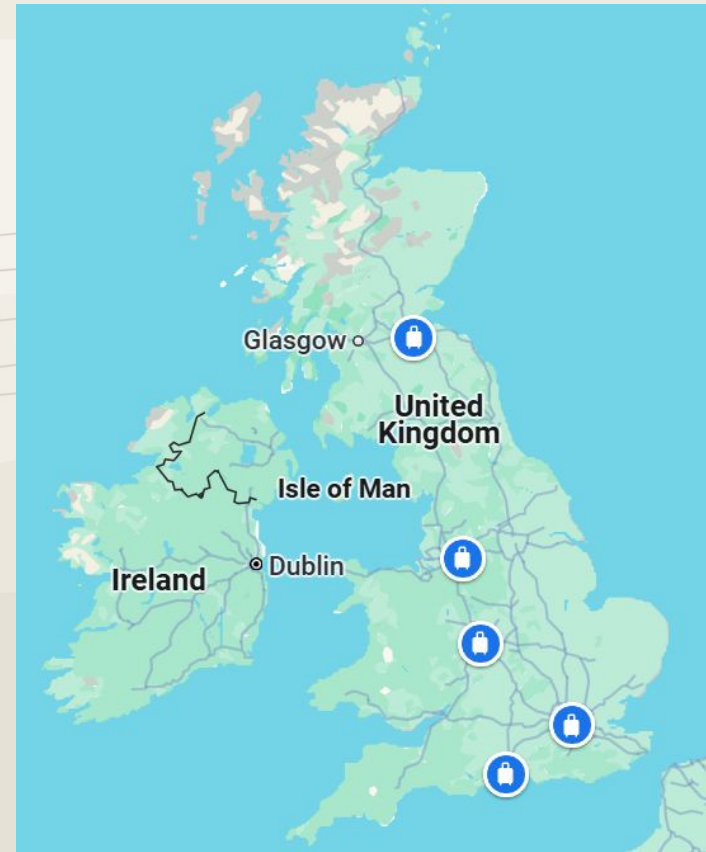 Glasgow
United
Kingdom
Isle of Man
Dublin
Ireland